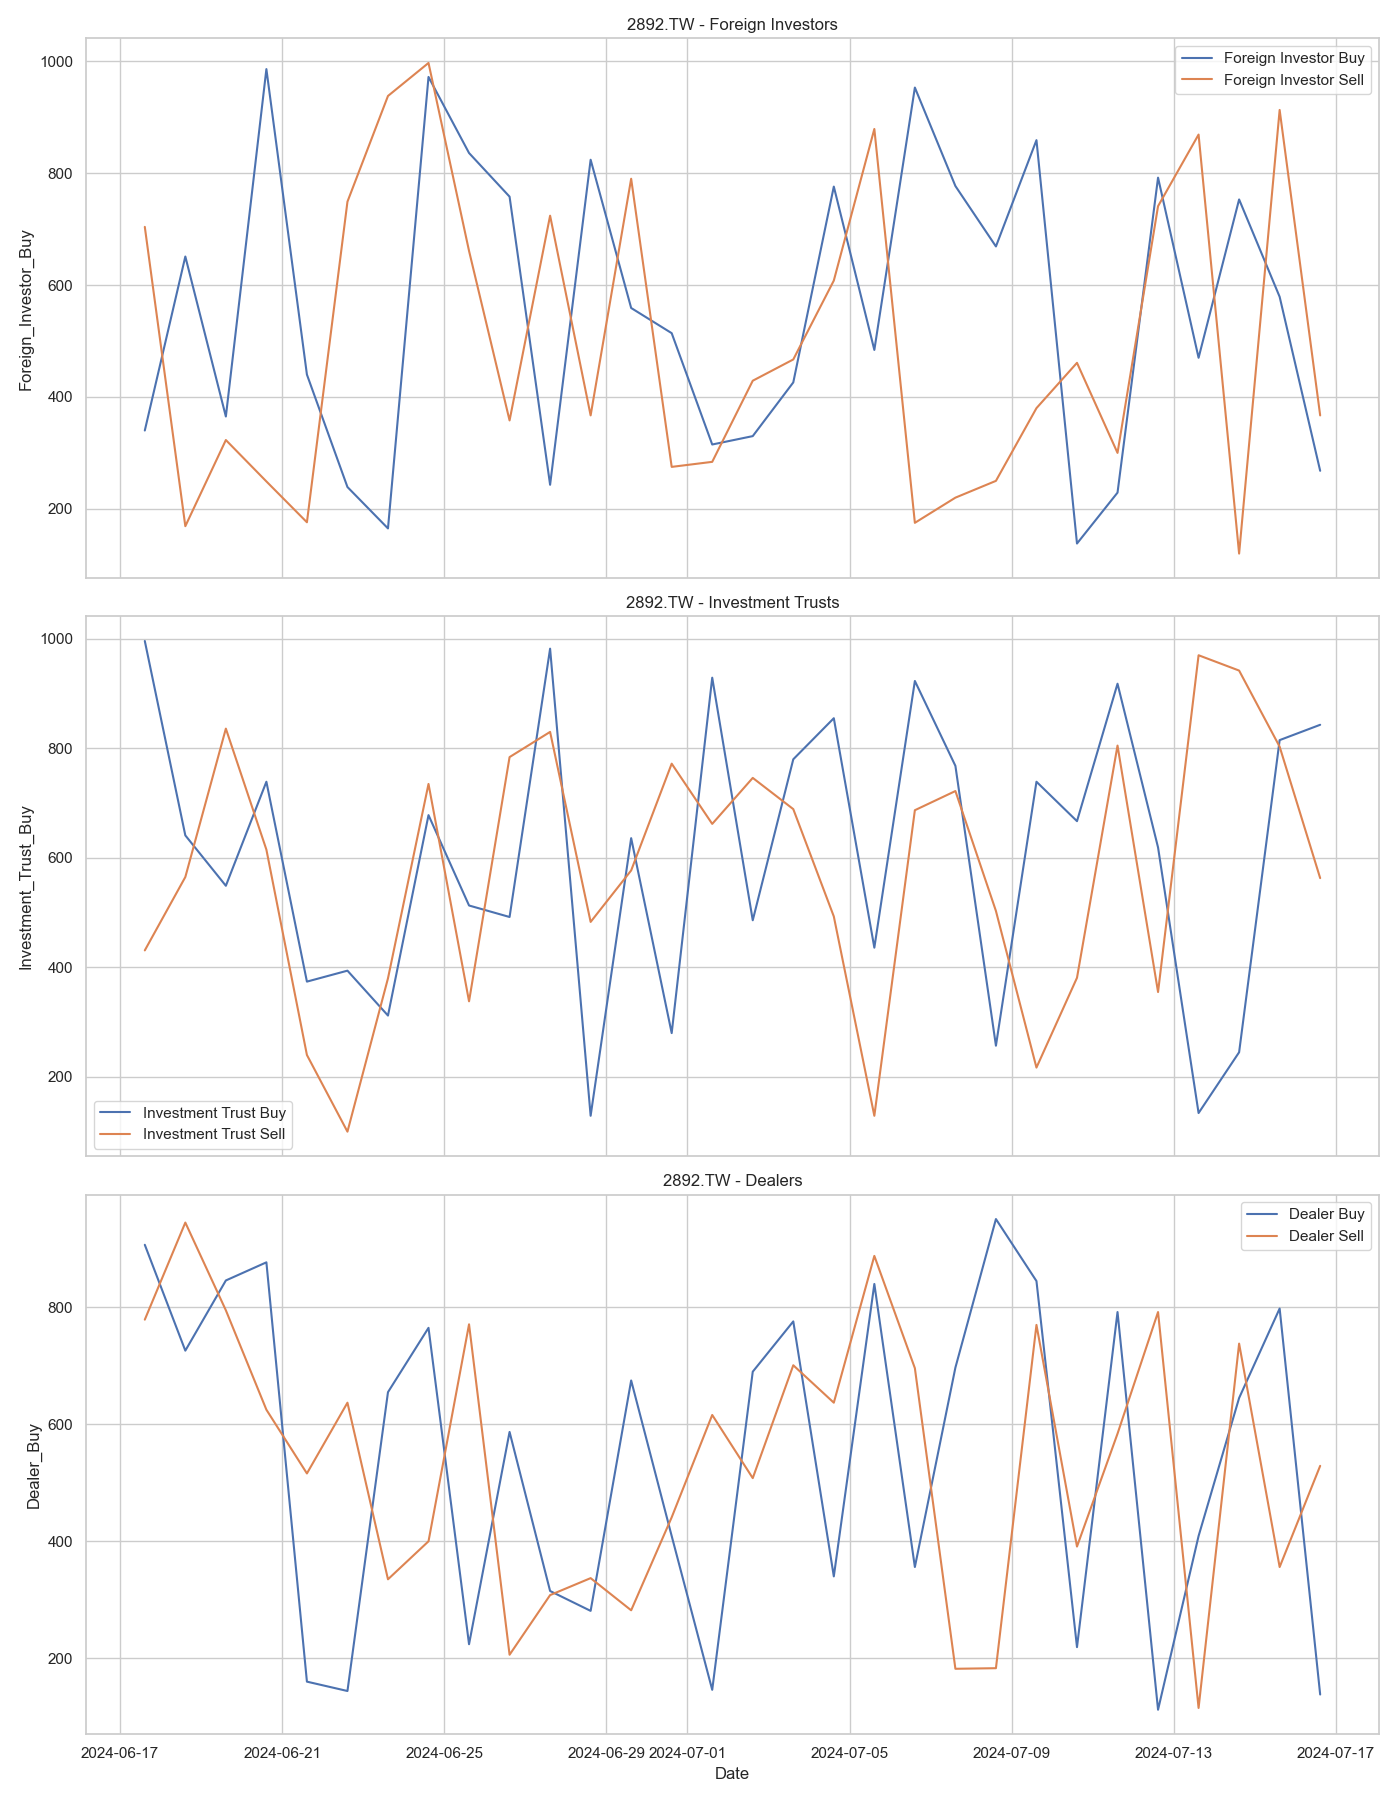 2892.TW - Foreign Investors
Foreign_Investor_Buy
1000
800
600
400
200
Foreign Investor Buy
Foreign Investor Sell
2892.TW - Investment Trusts
Investment_Trust_Buy
1000
800
600
400
200
Investment Trust Buy
Investment Trust Sell
2892.TW - Dealers
Dealer_Buy
800
600
400
200
Dealer Buy
Dealer Sell
2024-06-17 2024-06-21 2024-06-25 2024-06-29 2024-07-01 2024-07-05 2024-07-09 2024-07-13 2024-07-17
Date